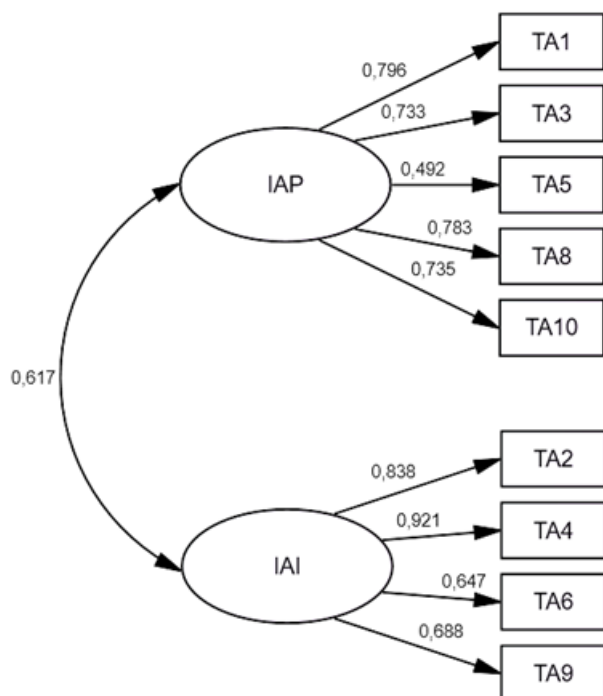 TA1
0,796
TA3
0,733
IAP
0,492
TA5
0,783
TA8
0,735
TA10
0,617
0,838
TA2
0,921
TA4
IAI
0,647
TA6
0,688
TA9